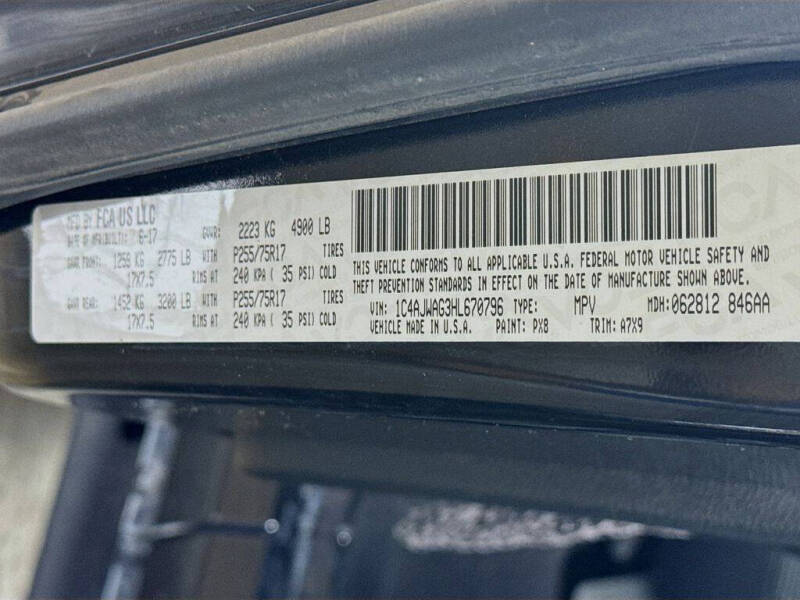 MFD BY FCA US LLC
DATE OF MFR(BUILT): 6-17 GVWR: 2223 KG 4900 LB
GAWR FRONT: 1256 KG 2775 LB WITH P255/75R17 TIRES
17X7.5 RIMS AT 240 KPA ( 35 PSI) COLD
GAWR REAR: 1452 KG 3200 LB WITH P255/75R17 TIRES
17X7.5 RIMS AT 240 KPA ( 35 PSI) COLD
THIS VEHICLE CONFORMS TO ALL APPLICABLE U.S.A. FEDERAL MOTOR VEHICLE SAFETY AND
THEFT PREVENTION STANDARDS IN EFFECT ON THE DATE OF MANUFACTURE SHOWN ABOVE.
VIN: 1C4AJWAG3HL670796 TYPE: MPV MDH: 062812 846AA
VEHICLE MADE IN U.S.A. PAINT: PX8 TRIM: A7X9